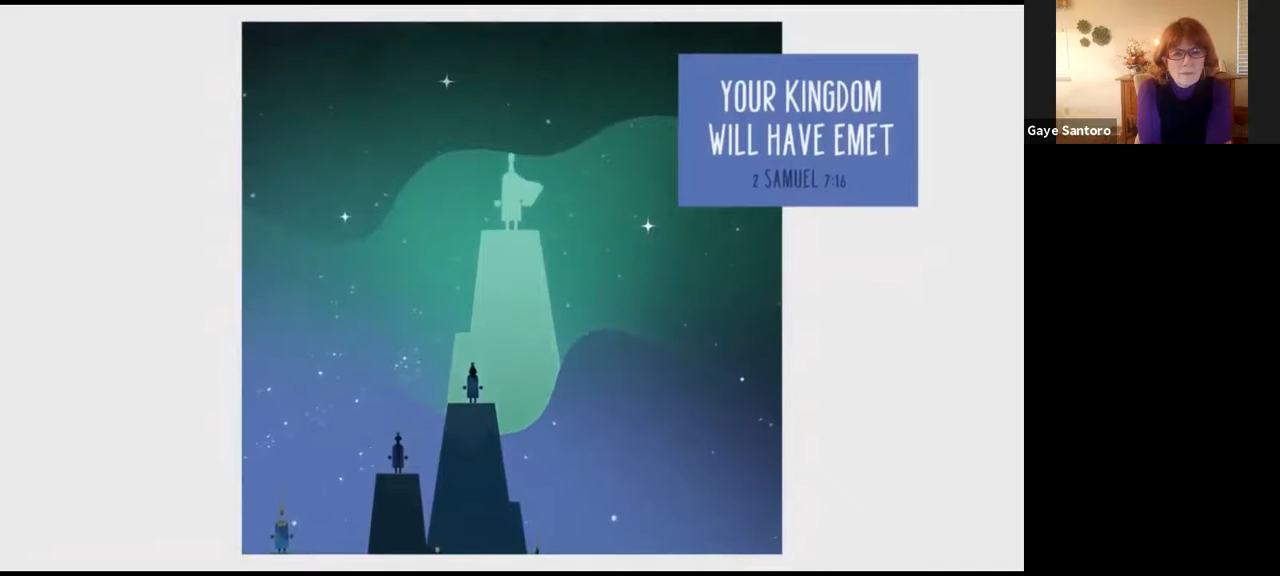 YOUR KINGDOM
WILL HAVE EMET
2 SAMUEL 7:16
Gaye Santoro